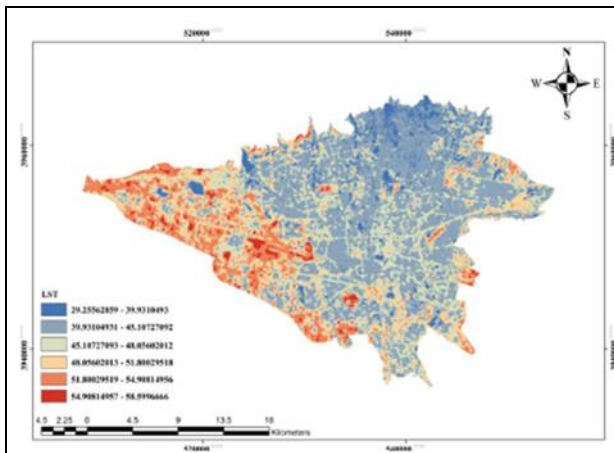 520000 540000
N
W E
S
3960000
LST
29.25562859 - 39.9310493
39.93104931 - 45.10727092
45.10727093 - 48.05602012
48.05602013 - 51.80029518
51.80029519 - 54.90814956
54.90814957 - 58.5996666
3940000
4.5 2.25 0 4.5 9 13.5 18
Kilometers